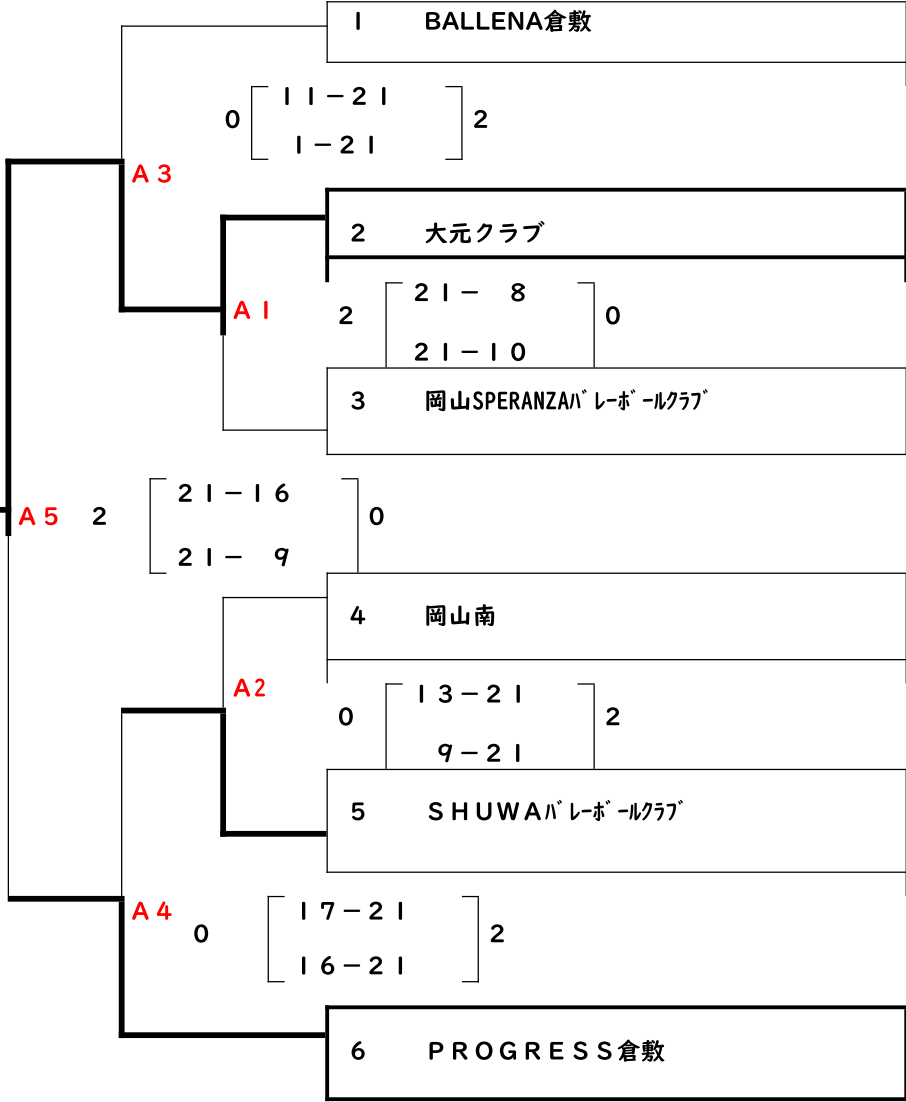 1 BALLENA倉敷
0 11-21 2
1-21
A3
2 大元クラブ
A1 2 21- 8 0
21-10
3 岡山SPERANZAバレーボールクラブ
A5 2 21-16 0
21- 9
4 岡山南
A2 0 13-21 2
9-21
5 SHUWAバレーボールクラブ
A4 0 17-21 2
16-21
6 PROGRESS倉敷